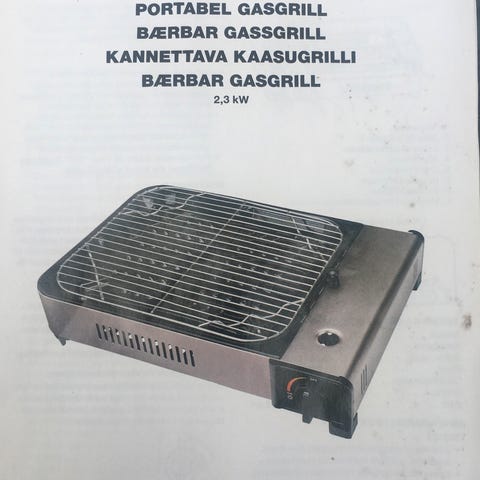 PORTABEL GASGRILL
BÆRBAR GASSGRILL
KANNETTAVA KAASUGRILLI
BÆRBAR GASGRILL
2,3 kW